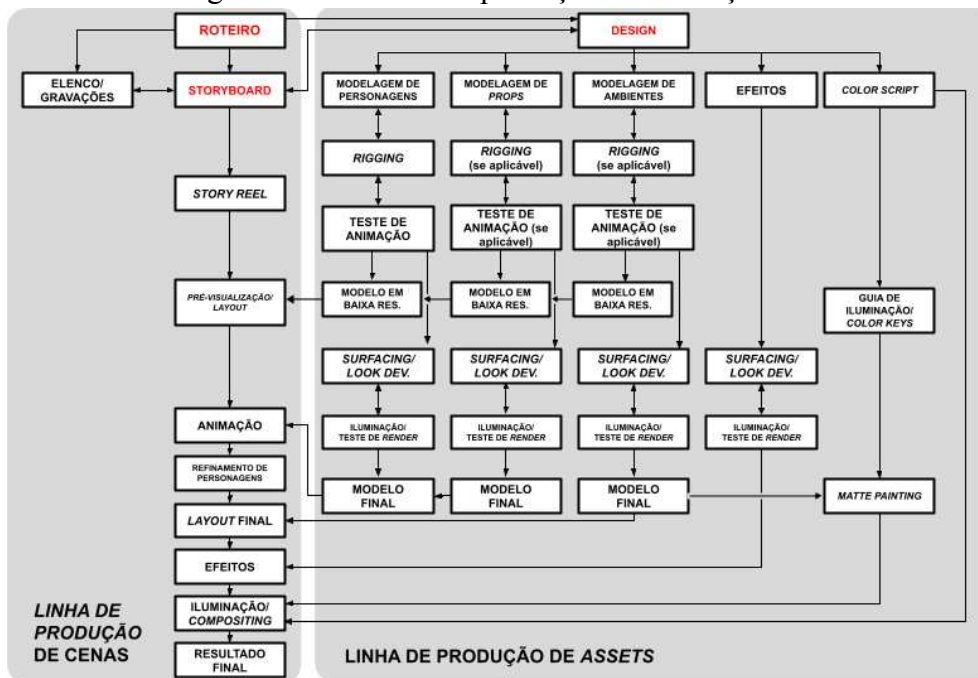 ROTEIRO
DESIGN
ELENCO/
GRAVAÇÕES
STORYBOARD
MODELAGEM DE
PERSONAGENS
MODELAGEM DE
PROPS
MODELAGEM DE
AMBIENTES
EFEITOS
COLOR SCRIPT
RIGGING
RIGGING
(se aplicável)
RIGGING
(se aplicável)
STORY REEL
TESTE DE
ANIMAÇÃO
TESTE DE
ANIMAÇÃO (se
aplicável)
TESTE DE
ANIMAÇÃO (se
aplicável)
PRÉ-VISUALIZAÇÃO/
LAYOUT
MODELO EM
BAIXA RES.
MODELO EM
BAIXA RES.
MODELO EM
BAIXA RES.
GUIA DE
ILUMINAÇÃO/
COLOR KEYS
SURFACING/
LOOK DEV.
SURFACING/
LOOK DEV.
SURFACING/
LOOK DEV.
SURFACING/
LOOK DEV.
ANIMAÇÃO
ILUMINAÇÃO/
TESTE DE RENDER
ILUMINAÇÃO/
TESTE DE RENDER
ILUMINAÇÃO/
TESTE DE RENDER
ILUMINAÇÃO/
TESTE DE RENDER
REFINAMENTO DE
PERSONAGENS
MODELO
FINAL
MODELO
FINAL
MODELO
FINAL
MATTE PAINTING
LAYOUT FINAL
EFEITOS
ILUMINAÇÃO/
COMPOSITING
RESULTADO
FINAL
LINHA DE
PRODUÇÃO
DE CENAS
LINHA DE PRODUÇÃO DE ASSETS